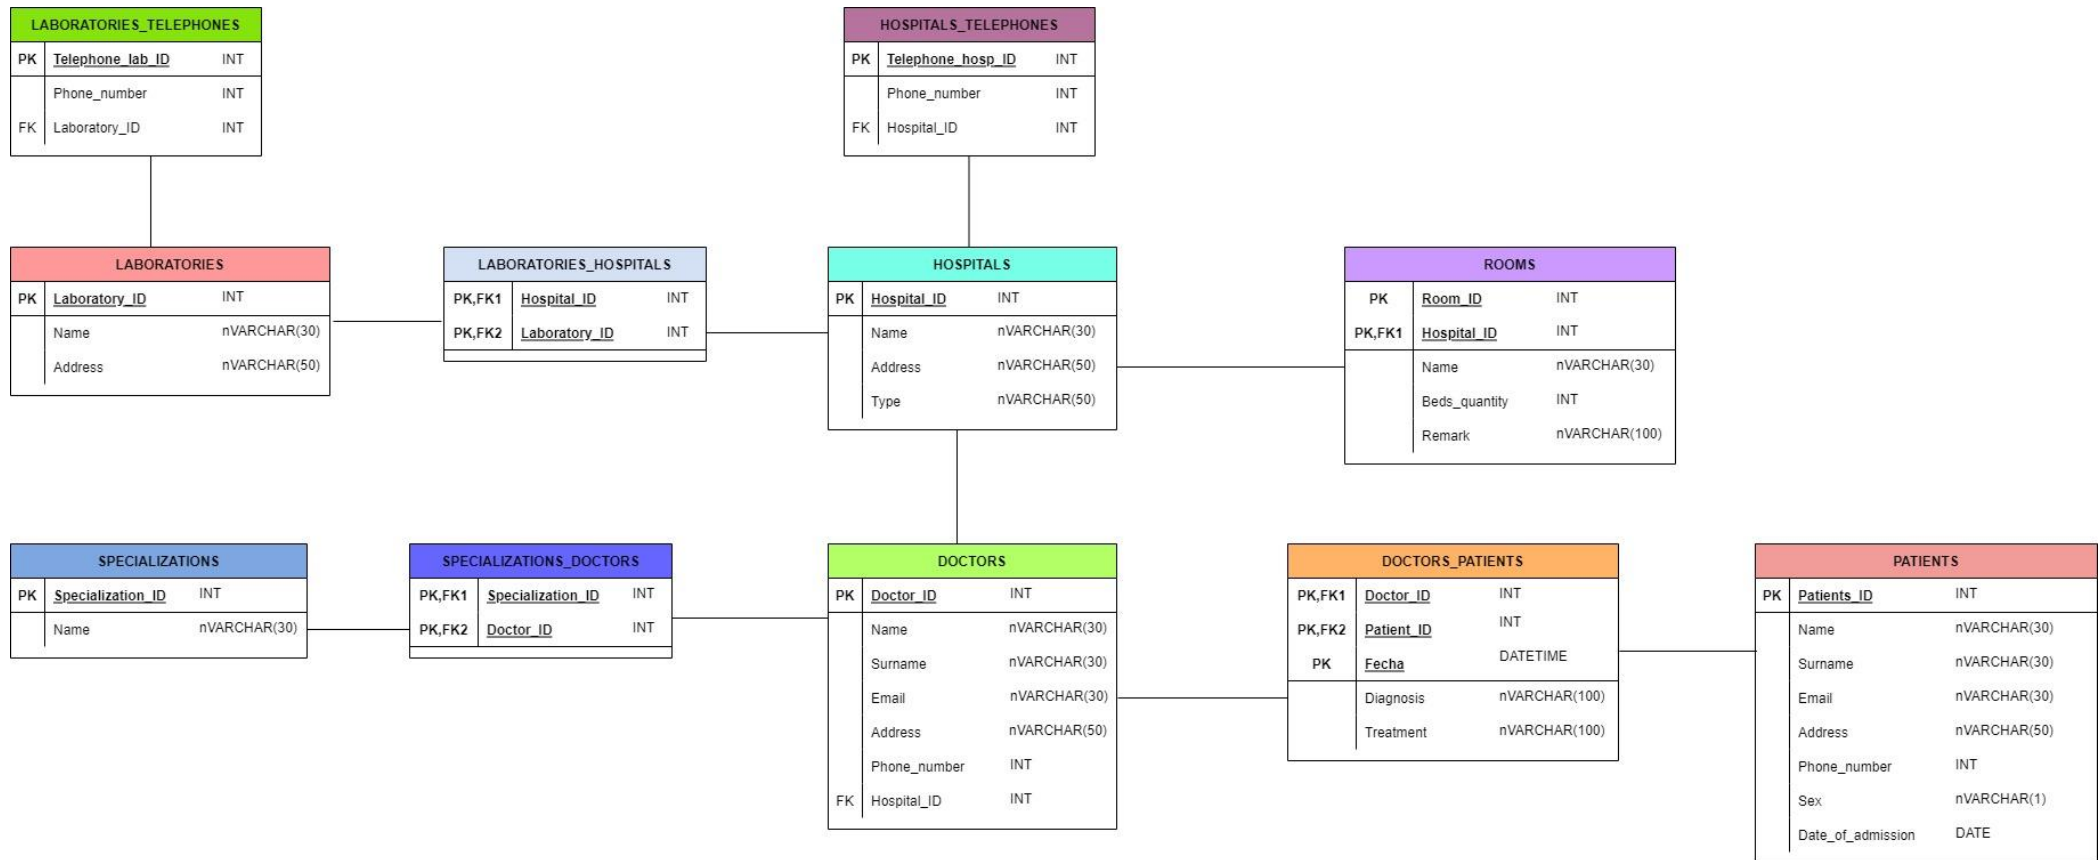 LABORATORIES_TELEPHONES
PK Telephone_lab_ID INT
Phone_number INT
FK Laboratory_ID INT
HOSPITALS_TELEPHONES
PK Telephone_hosp_ID INT
Phone_number INT
FK Hospital_ID INT
LABORATORIES
PK Laboratory_ID INT
Name nVARCHAR(30)
Address nVARCHAR(50)
LABORATORIES_HOSPITALS
PK,FK1 Hospital_ID INT
PK,FK2 Laboratory_ID INT
HOSPITALS
PK Hospital_ID INT
Name nVARCHAR(30)
Address nVARCHAR(50)
Type nVARCHAR(50)
ROOMS
PK Room_ID INT
PK,FK1 Hospital_ID INT
Name nVARCHAR(30)
Beds_quantity INT
Remark nVARCHAR(100)
SPECIALIZATIONS
PK Specialization_ID INT
Name nVARCHAR(30)
SPECIALIZATIONS_DOCTORS
PK,FK1 Specialization_ID INT
PK,FK2 Doctor_ID INT
DOCTORS
PK Doctor_ID INT
Name nVARCHAR(30)
Surname nVARCHAR(30)
Email nVARCHAR(30)
Address nVARCHAR(50)
Phone_number INT
FK Hospital_ID INT
DOCTORS_PATIENTS
PK,FK1 Doctor_ID INT
PK,FK2 Patient_ID INT
PK Fecha DATETIME
Diagnosis nVARCHAR(100)
Treatment nVARCHAR(100)
PATIENTS
PK Patients_ID INT
Name nVARCHAR(30)
Surname nVARCHAR(30)
Email nVARCHAR(30)
Address nVARCHAR(50)
Phone_number INT
Sex nVARCHAR(1)
Date_of_admission DATE